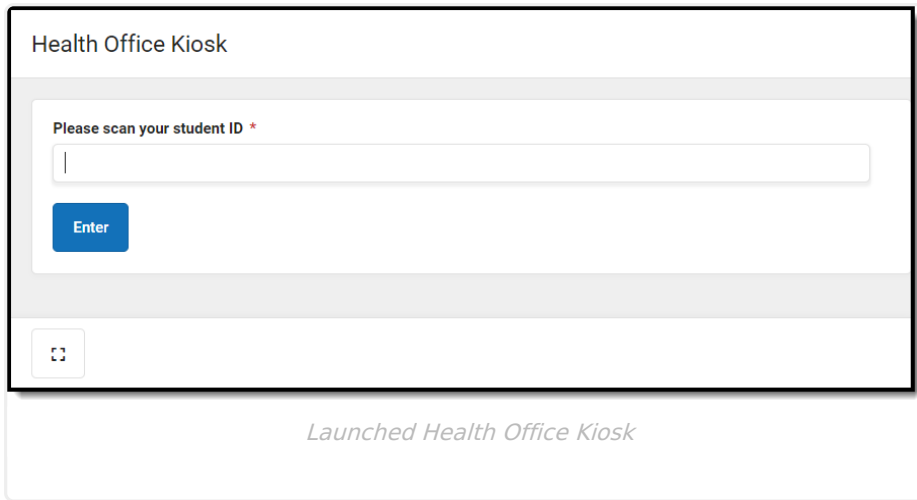 Health Office Kiosk
Please scan your student ID *
Enter
Launched Health Office Kiosk